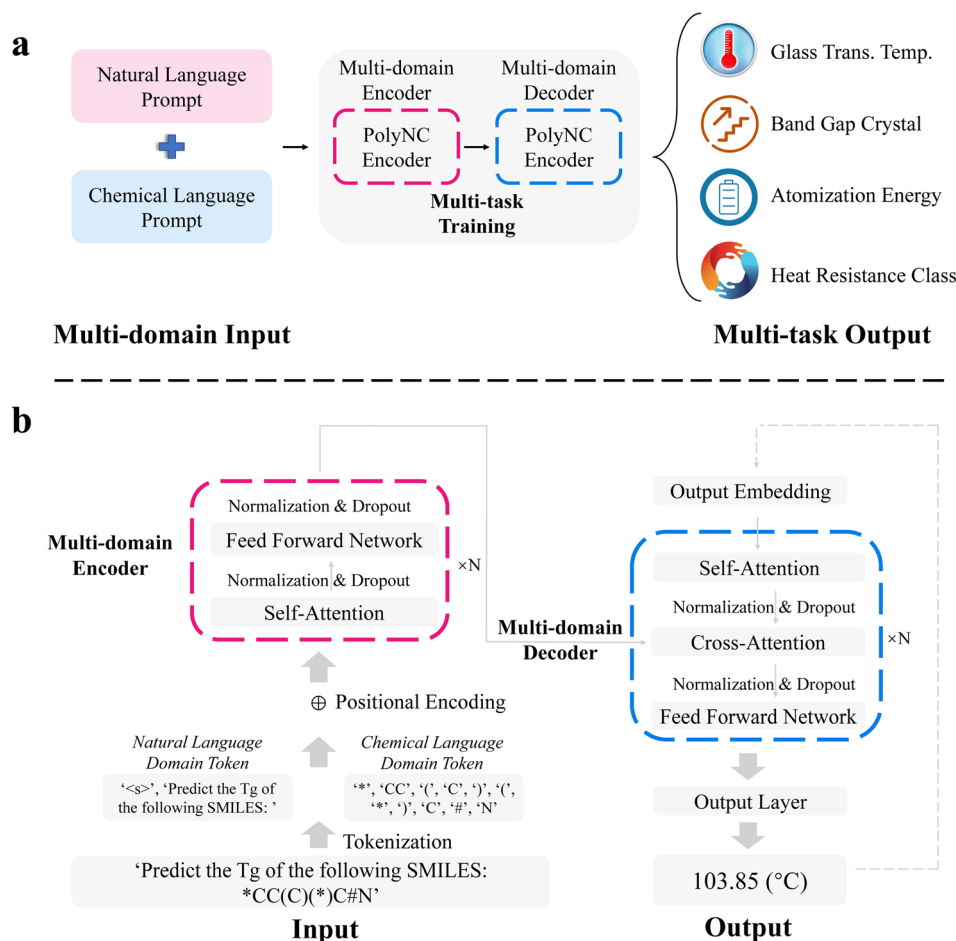 a
Natural Language
Prompt
Chemical Language
Prompt
Multi-domain Input
Multi-domain
Encoder
PolyNC
Encoder
Multi-domain
Decoder
PolyNC
Encoder
Multi-task
Training
Glass Trans. Temp.
Band Gap Crystal
Atomization Energy
Heat Resistance Class
Multi-task Output
b
Multi-domain
Encoder
Normalization & Dropout
Feed Forward Network
Normalization & Dropout
Self-Attention
×N
⊕ Positional Encoding
Natural Language
Domain Token
‘<s>’, ‘Predict the Tg of
the following SMILES: ’
Chemical Language
Domain Token
‘*’, ‘CC’, ‘(’, ‘C’, ‘)’, ‘(’,
‘*’, ‘)’, ‘C’, ‘#’, ‘N’
Tokenization
‘Predict the Tg of the following SMILES:
*CC(C)(*)C#N’
Input
Multi-domain
Decoder
Output Embedding
Self-Attention
Normalization & Dropout
Cross-Attention
Normalization & Dropout
Feed Forward Network
×N
Output Layer
103.85 (°C)
Output